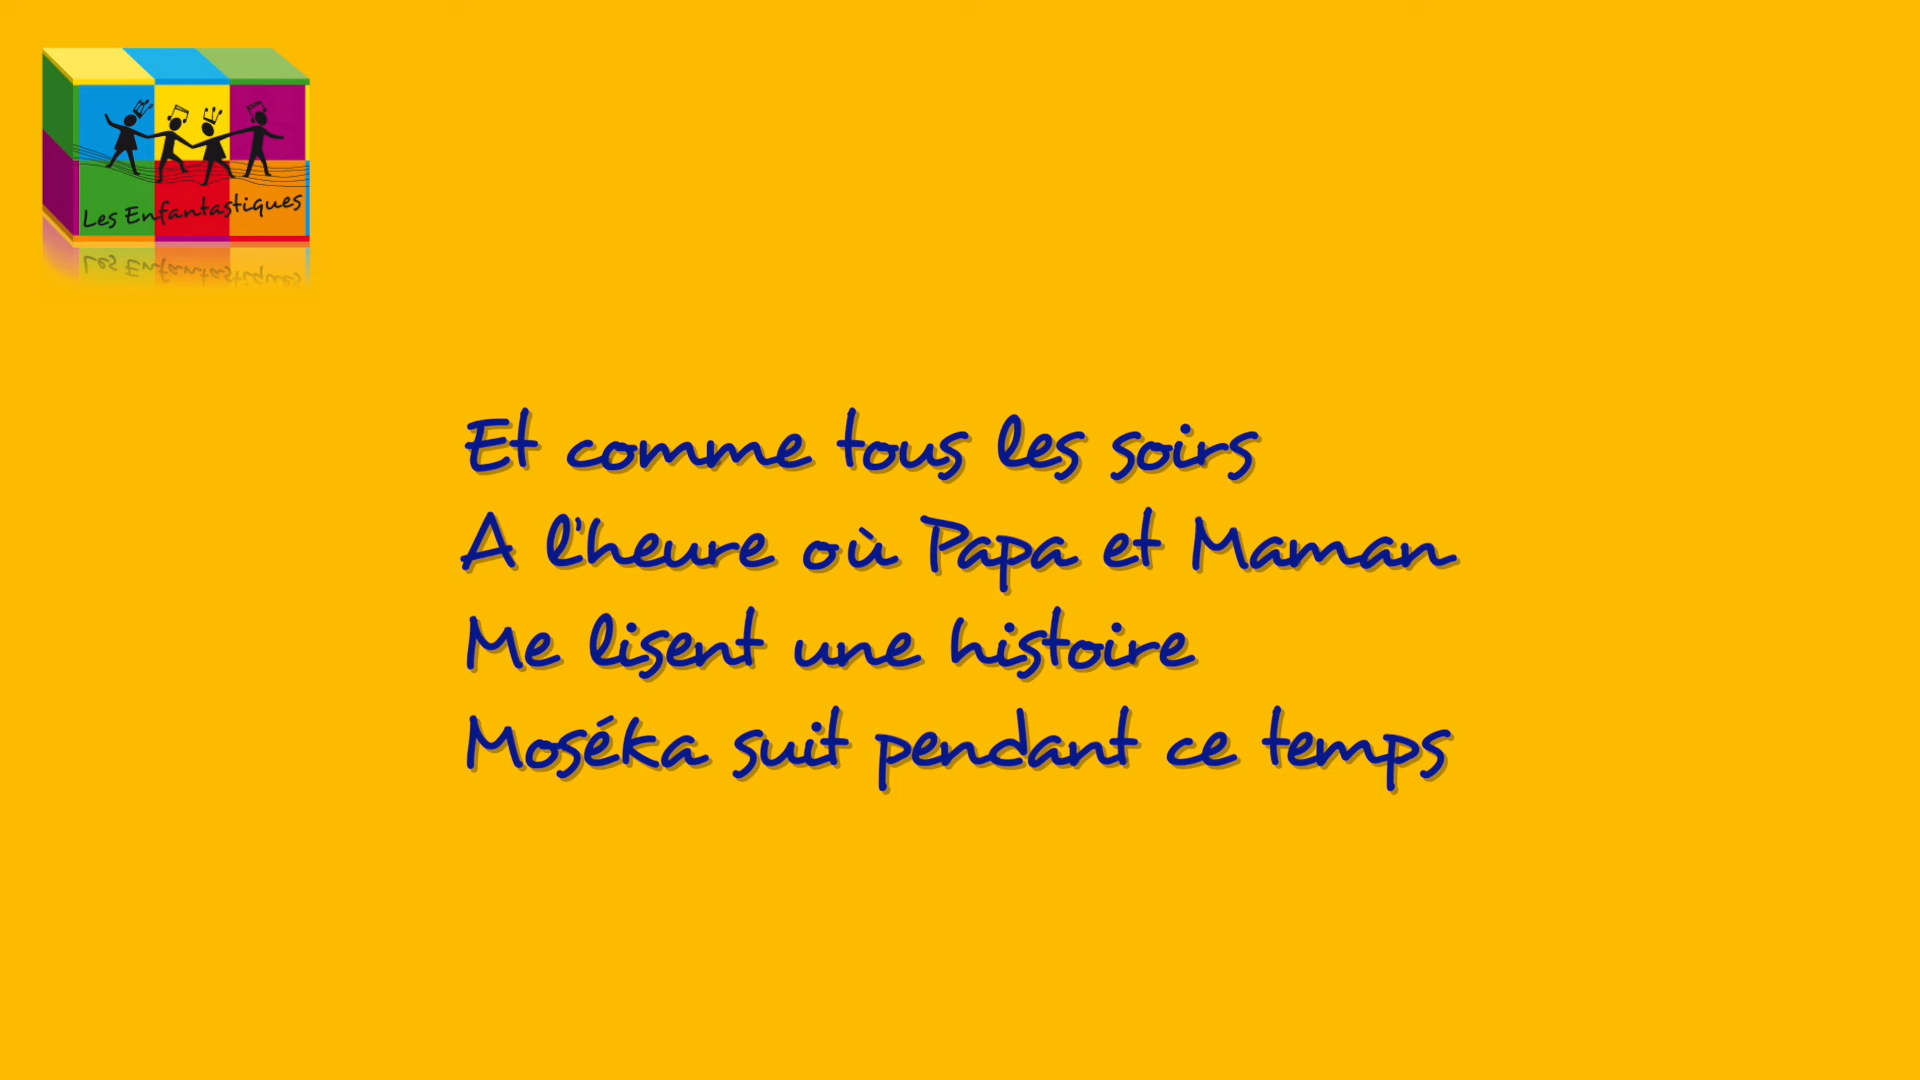 Les Enfantastiques
Et comme tous les soirs
A l'heure où Papa et Maman
Me lisent une histoire
Moséka suit pendant ce temps